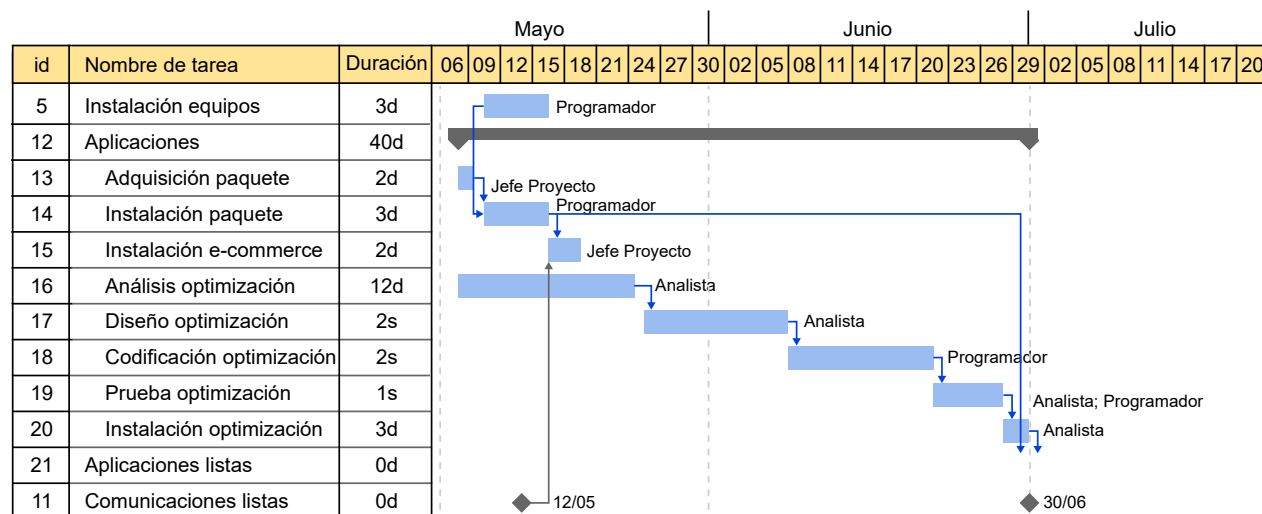 Mayo Junio Julio
id Nombre de tarea Duración 06 09 12 15 18 21 24 27 30 02 05 08 11 14 17 20 23 26 29 02 05 08 11 14 17 20
5 Instalación equipos 3d Programador
12 Aplicaciones 40d
13 Adquisición paquete 2d Jefe Proyecto
14 Instalación paquete 3d Programador
15 Instalación e-commerce 2d Jefe Proyecto
16 Análisis optimización 12d Analista
17 Diseño optimización 2s Analista
18 Codificación optimización 2s Programador
19 Prueba optimización 1s Analista; Programador
20 Instalación optimización 3d Analista
21 Aplicaciones listas 0d
11 Comunicaciones listas 0d 12/05 30/06